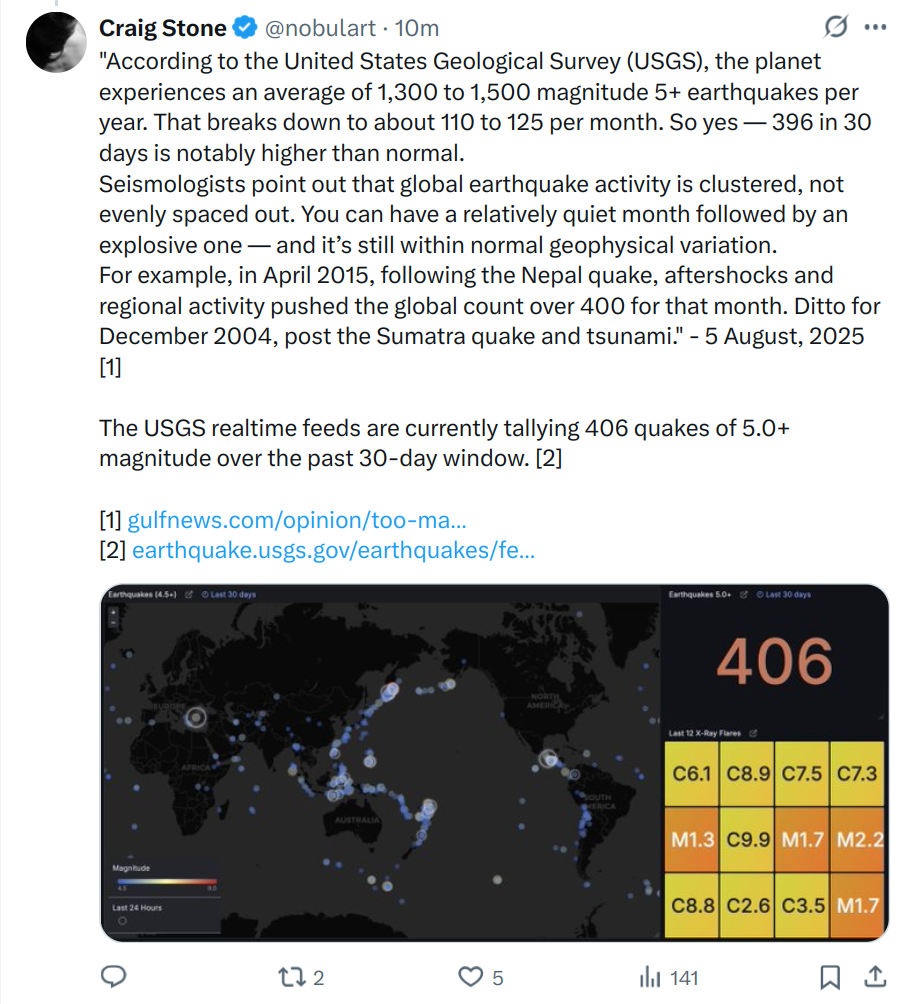 Craig Stone @nobulart · 10m
"According to the United States Geological Survey (USGS), the planet
experiences an average of 1,300 to 1,500 magnitude 5+ earthquakes per
year. That breaks down to about 110 to 125 per month. So yes — 396 in 30
days is notably higher than normal.
Seismologists point out that global earthquake activity is clustered, not
evenly spaced out. You can have a relatively quiet month followed by an
explosive one — and it's still within normal geophysical variation.
For example, in April 2015, following the Nepal quake, aftershocks and
regional activity pushed the global count over 400 for that month. Ditto for
December 2004, post the Sumatra quake and tsunami." - 5 August, 2025
[1]
The USGS realtime feeds are currently tallying 406 quakes of 5.0+
magnitude over the past 30-day window. [2]
[1] gulfnews.com/opinion/too-ma...
[2] earthquake.usgs.gov/earthquakes/fe...
Earthquakes (4.5+) Last 30 days
+
-
EUROPE
AFRICA
AUSTRALIA
NORTH
AMERICA
SOUTH
AMERICA
Magnitude
4.5 9.0
Last 24 Hours
Earthquakes 5.0+ Last 30 days
406
Last 12 X-Ray Flares
C6.1 C8.9 C7.5 C7.3
M1.3 C9.9 M1.7 M2.2
C8.8 C2.6 C3.5 M1.7
2 5 141